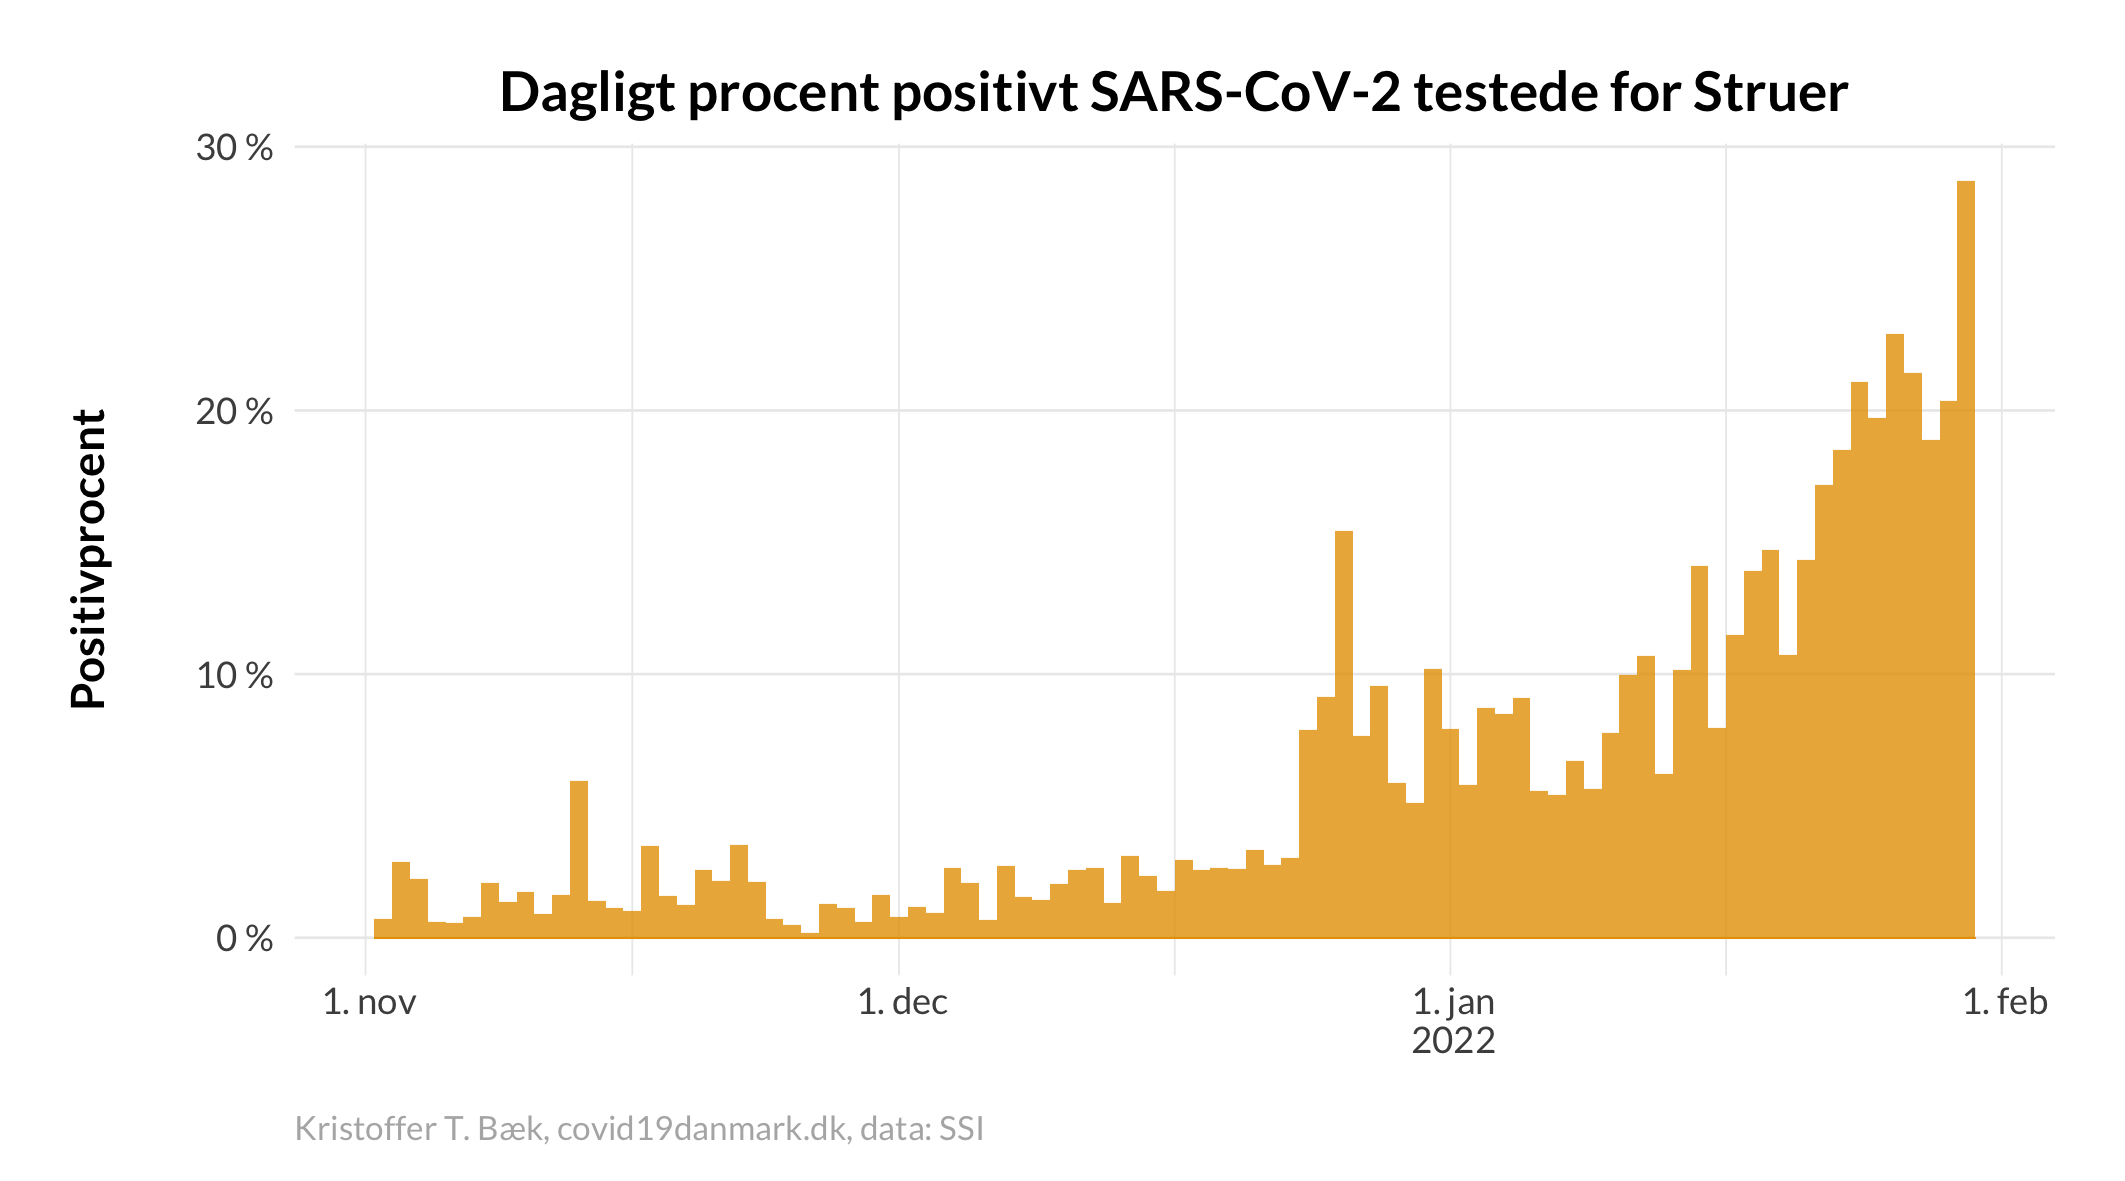 Dagligt procent positivt SARS-CoV-2 testede for Struer
Positivprocent
30 %
20 %
10 %
0 %
1. nov
1. dec
1. jan
2022
1. feb
Kristoffer T. Bæk, covid19danmark.dk, data: SSI